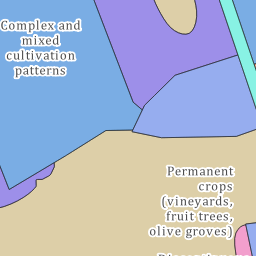 Complex and
mixed
cultivation
patterns
Permanent
crops
(vineyards,
fruit trees,
olive groves)